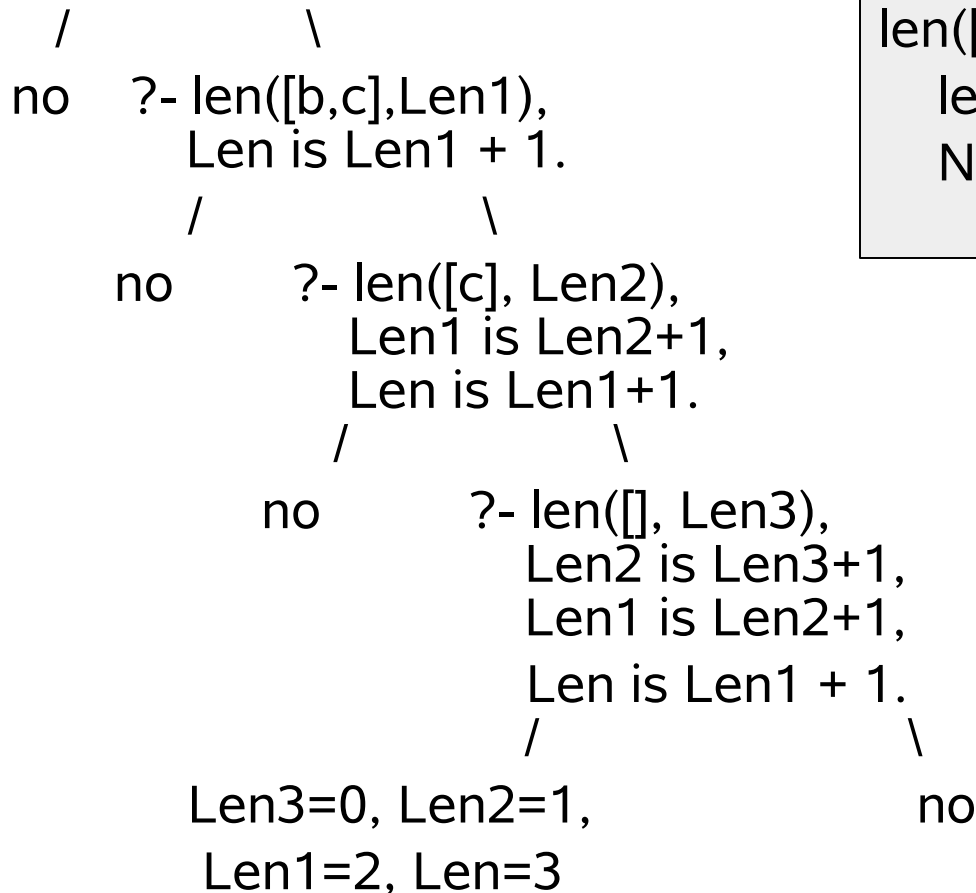 / \
no ?- len([b,c],Len1),
Len is Len1 + 1.
/ \
no ?- len([c], Len2),
Len1 is Len2+1,
Len is Len1+1.
/ \
no ?- len([], Len3),
Len2 is Len3+1,
Len1 is Len2+1,
Len is Len1 + 1.
/ \
Len3=0, Len2=1, no
Len1=2, Len=3
len([
le
N